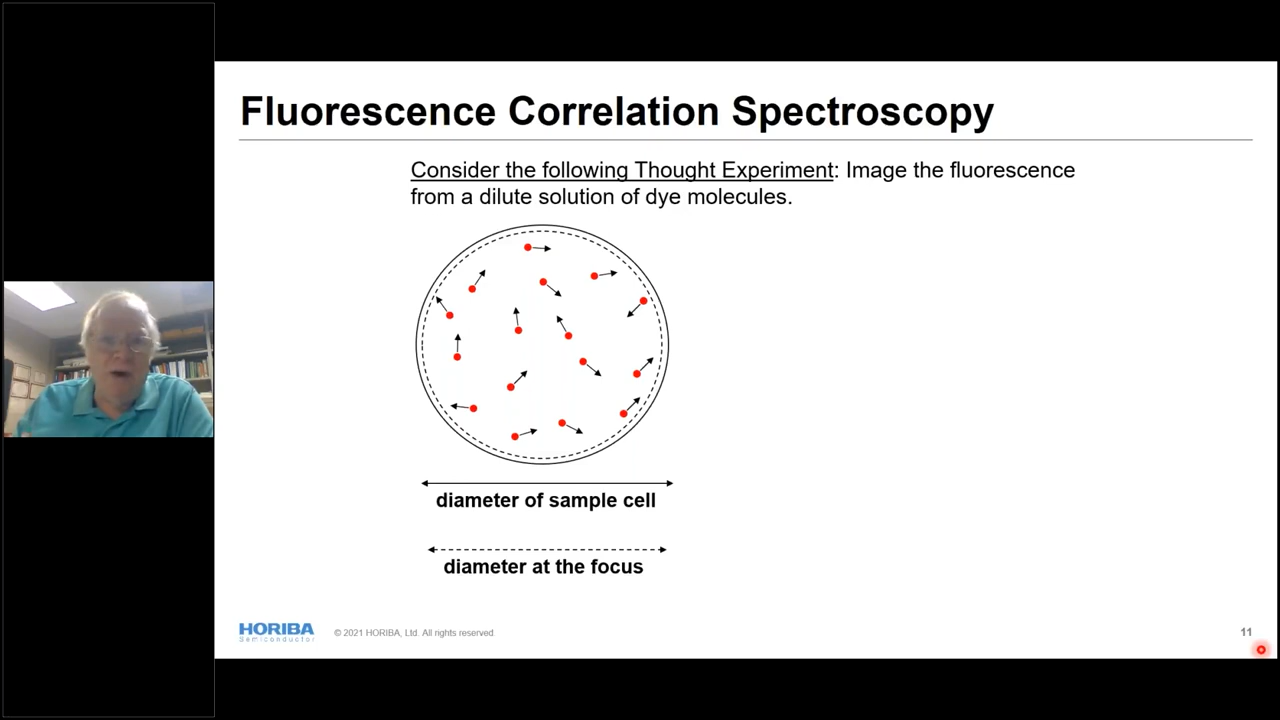 Fluorescence Correlation Spectroscopy
Consider the following Thought Experiment: Image the fluorescence
from a dilute solution of dye molecules.
diameter of sample cell
diameter at the focus
HORIBA
Semiconductor
© 2021 HORIBA, Ltd. All rights reserved.
11